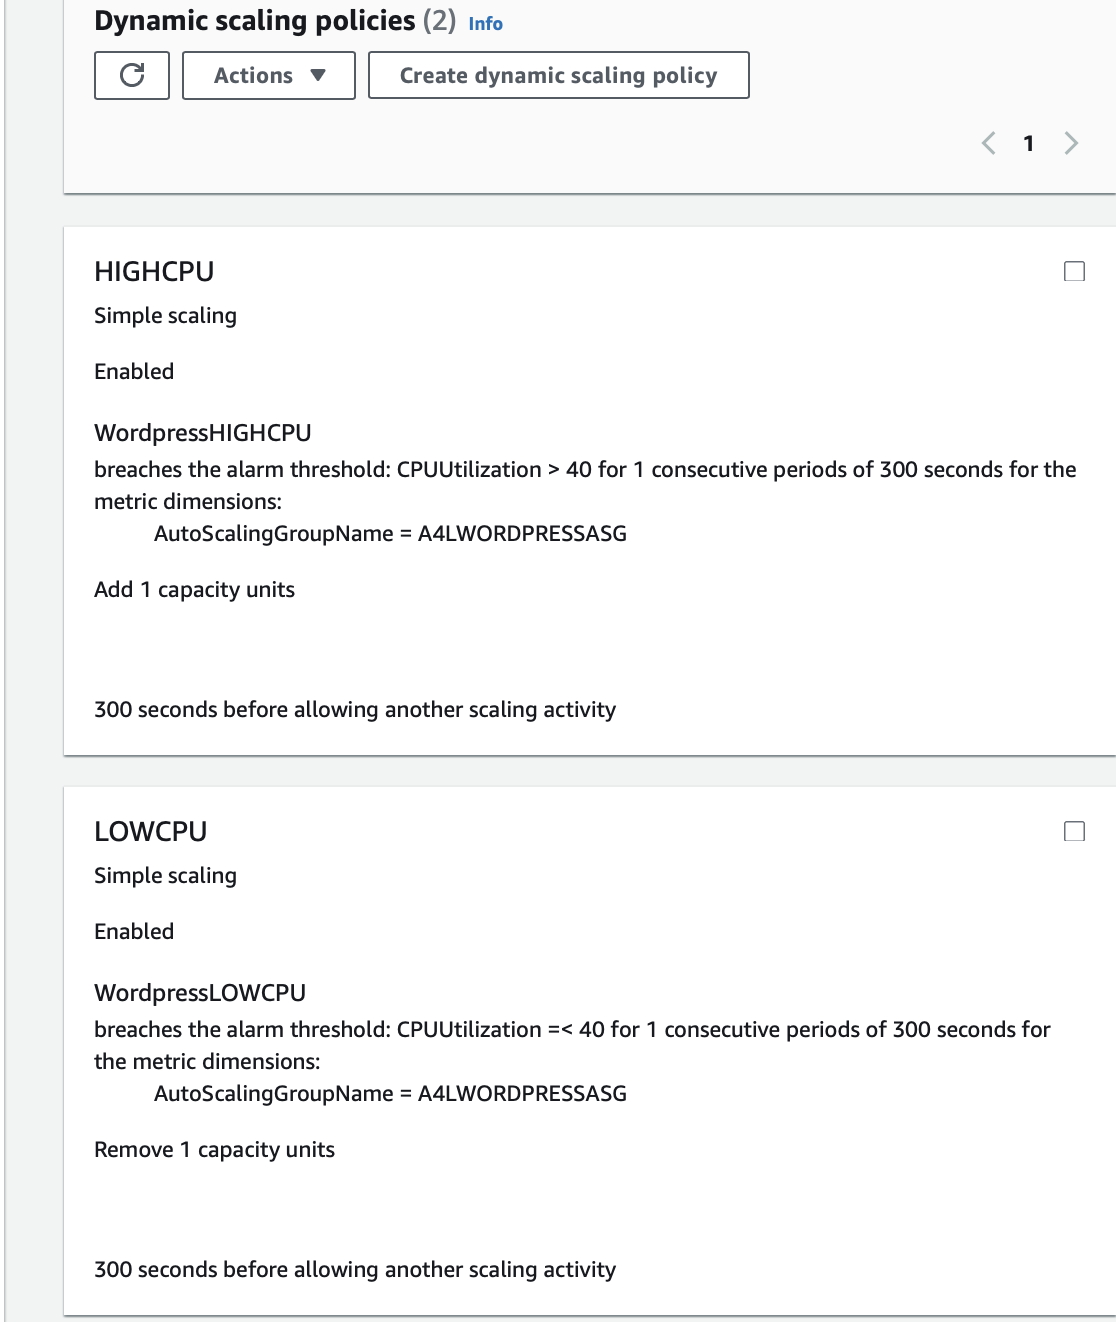 Dynamic scaling policies (2) Info
Actions
Create dynamic scaling policy
1
HIGHCPU
Simple scaling
Enabled
WordpressHIGHCPU
breaches the alarm threshold: CPUUtilization > 40 for 1 consecutive periods of 300 seconds for the
metric dimensions:
AutoScalingGroupName = A4LWORDPRESSASG
Add 1 capacity units
300 seconds before allowing another scaling activity
LOWCPU
Simple scaling
Enabled
WordpressLOWCPU
breaches the alarm threshold: CPUUtilization =< 40 for 1 consecutive periods of 300 seconds for
the metric dimensions:
AutoScalingGroupName = A4LWORDPRESSASG
Remove 1 capacity units
300 seconds before allowing another scaling activity